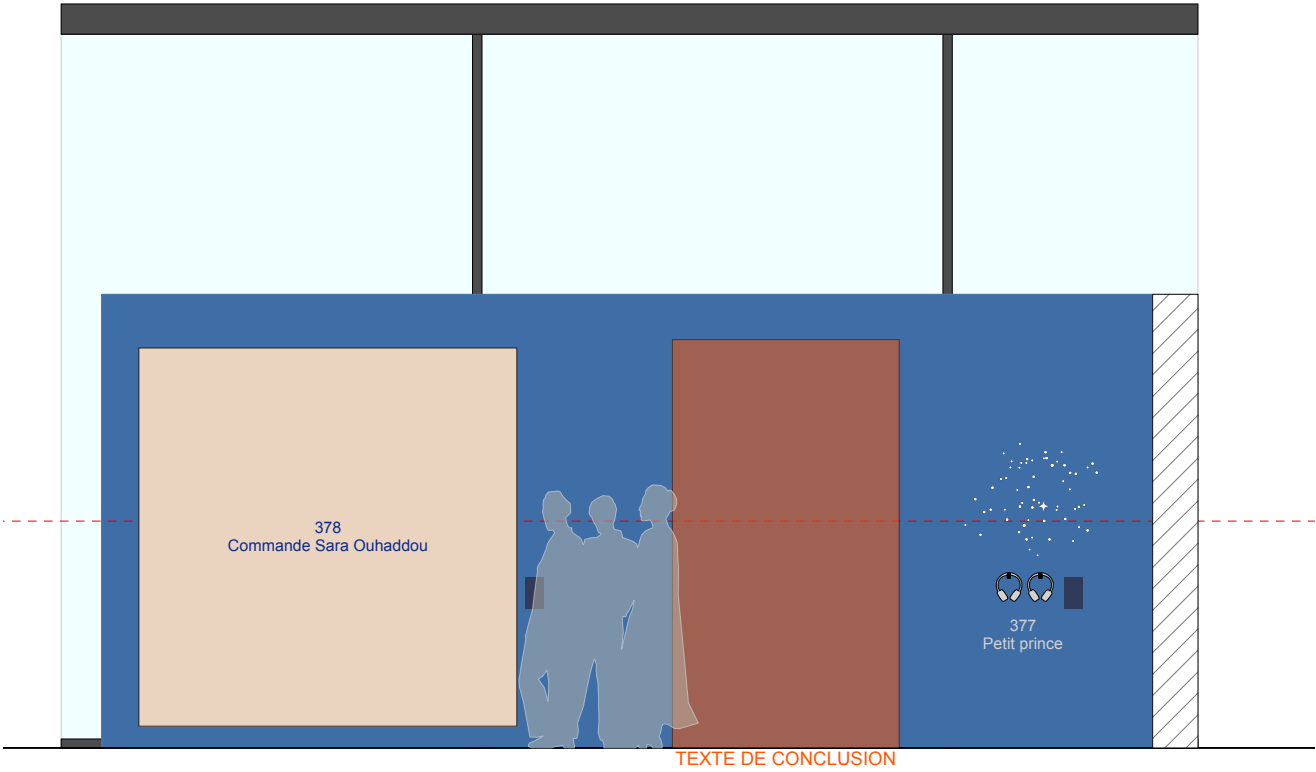 378
Commande Sara Ouhaddou
377
Petit prince
TEXTE DE CONCLUSION